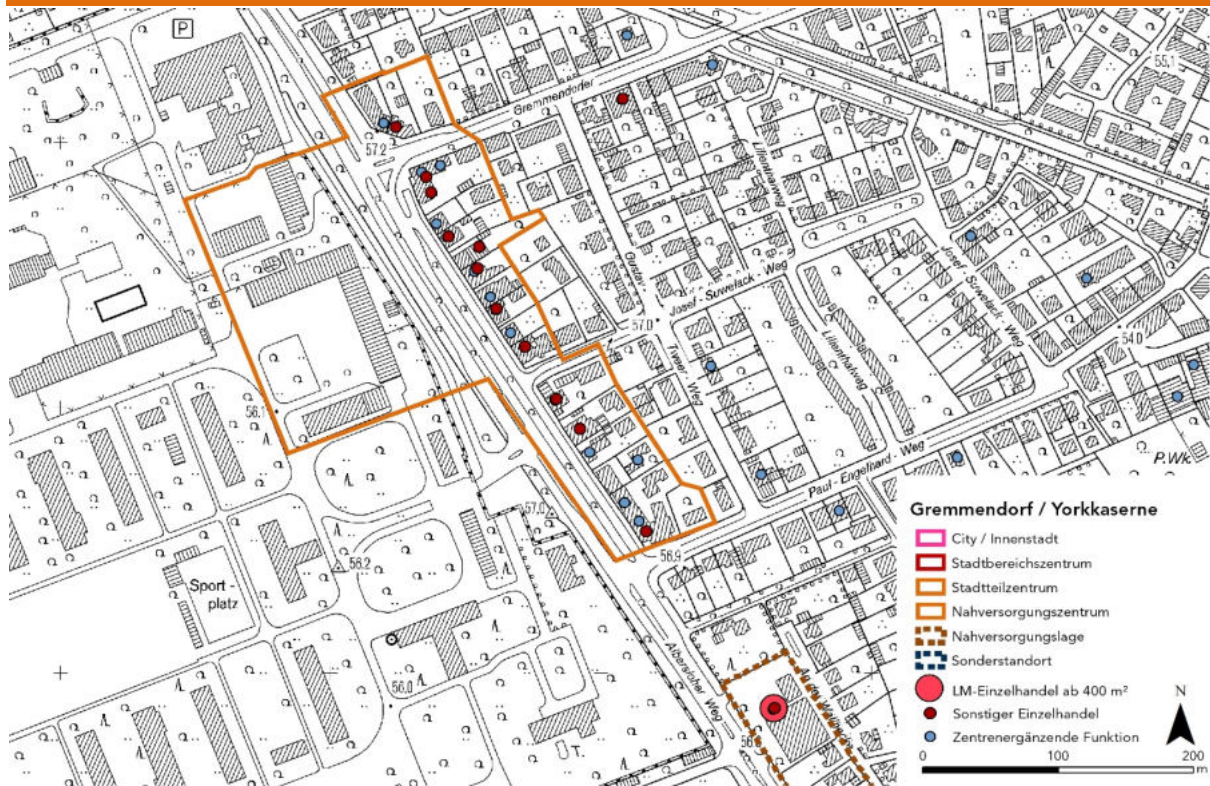 P
55.1
Gremmendorfer
57.2
Lilienthalweg
Gustav -
Josef - Suwelack - Weg
57.0
Josef-Suwelack-Weg
54.0
Tweer - Weg
Lilienthalweg
56.1
Paul - Engelhard - Weg
P.Wk.
57.0
56.9
56.2
Sport -
platz
Albersloher Weg
56.0
T.
56
Gremmendorf / Yorkkaserne
City / Innenstadt
Stadtbereichszentrum
Stadtteilzentrum
Nahversorgungszentrum
Nahversorgungslage
Sonderstandort
LM-Einzelhandel ab 400 m²
Sonstiger Einzelhandel
Zentrenergänzende Funktion
N
0 100 200
m